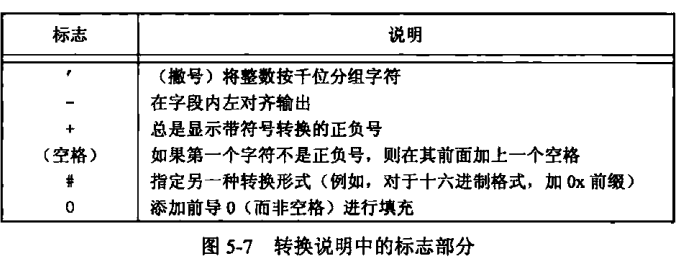 标志 说明
′ （撇号）将整数按千位分组字符
- 在字段内左对齐输出
+ 总是显示带符号转换的正负号
（空格） 如果第一个字符不是正负号，则在其前面加上一个空格
# 指定另一种转换形式（例如，对于十六进制格式，加 0x 前缀）
0 添加前导 0（而非空格）进行填充
图 5-7 转换说明中的标志部分